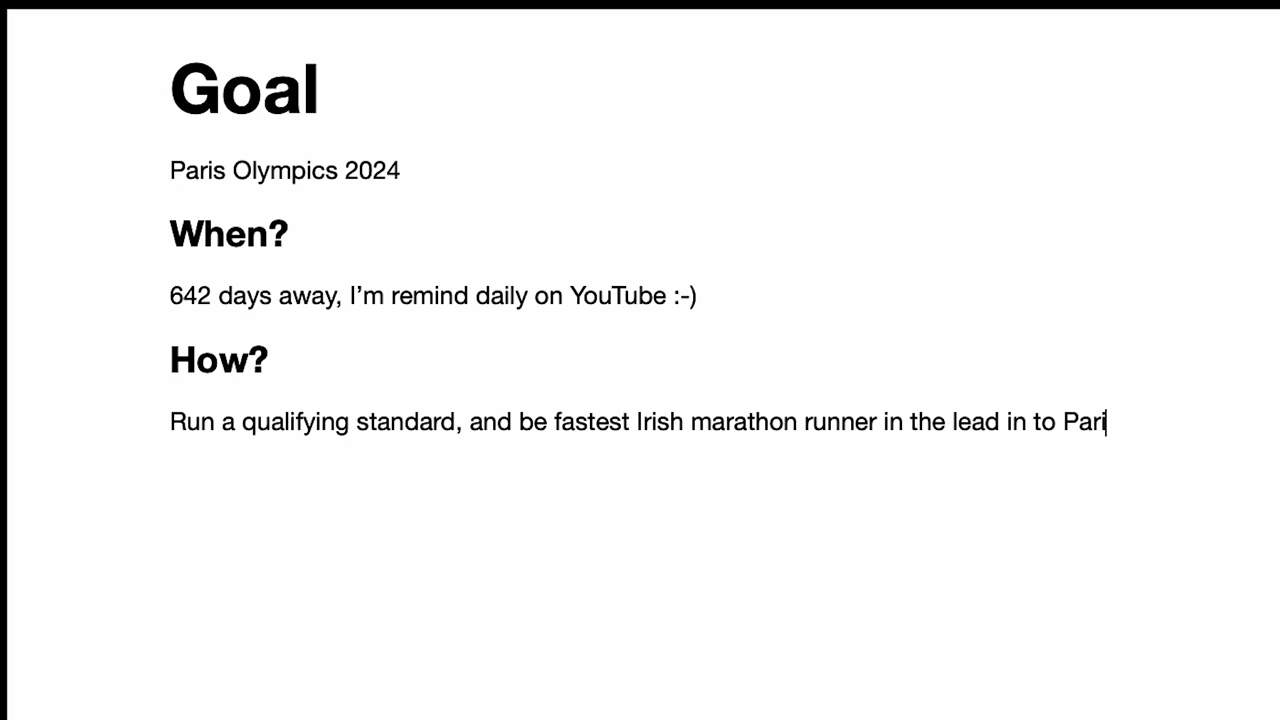 Goal
Paris Olympics 2024
When?
642 days away, I’m remind daily on YouTube :-)
How?
Run a qualifying standard, and be fastest Irish marathon runner in the lead in to Pari